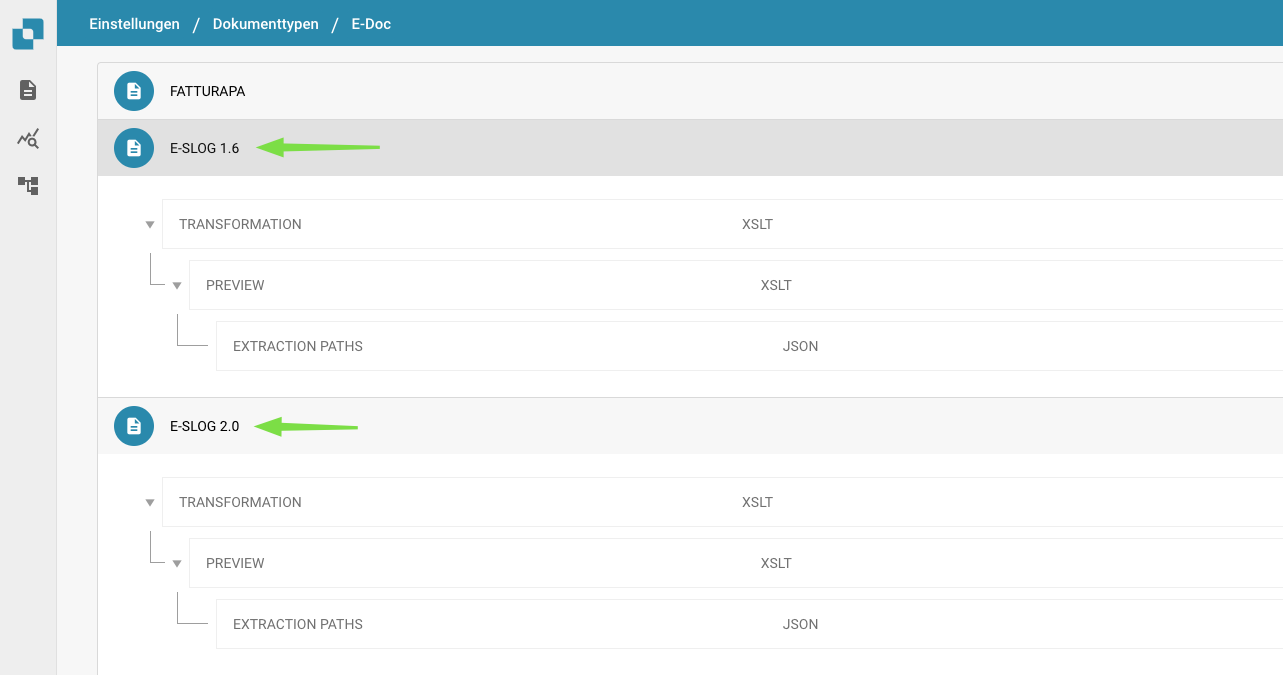 Einstellungen / Dokumenttypen / E-Doc
FATTURAPA
E-SLOG 1.6
TRANSFORMATION XSLT
PREVIEW XSLT
EXTRACTION PATHS JSON
E-SLOG 2.0
TRANSFORMATION XSLT
PREVIEW XSLT
EXTRACTION PATHS JSON